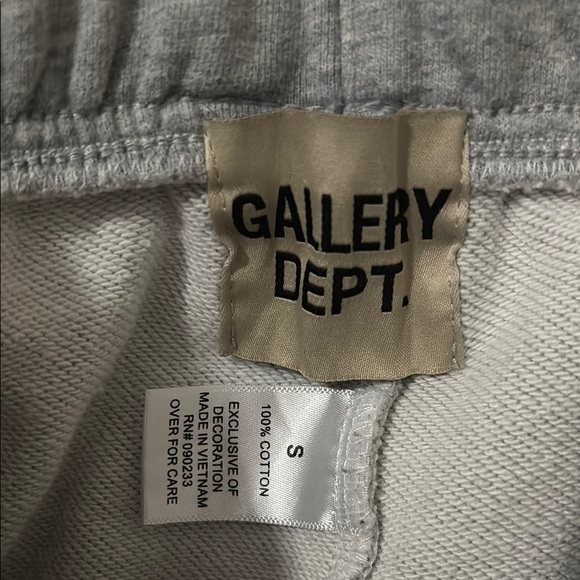 GALLERY
DEPT.
S
100% COTTON
EXCLUSIVE OF
DECORATION
MADE IN VIETNAM
RN# 090233
OVER FOR CARE